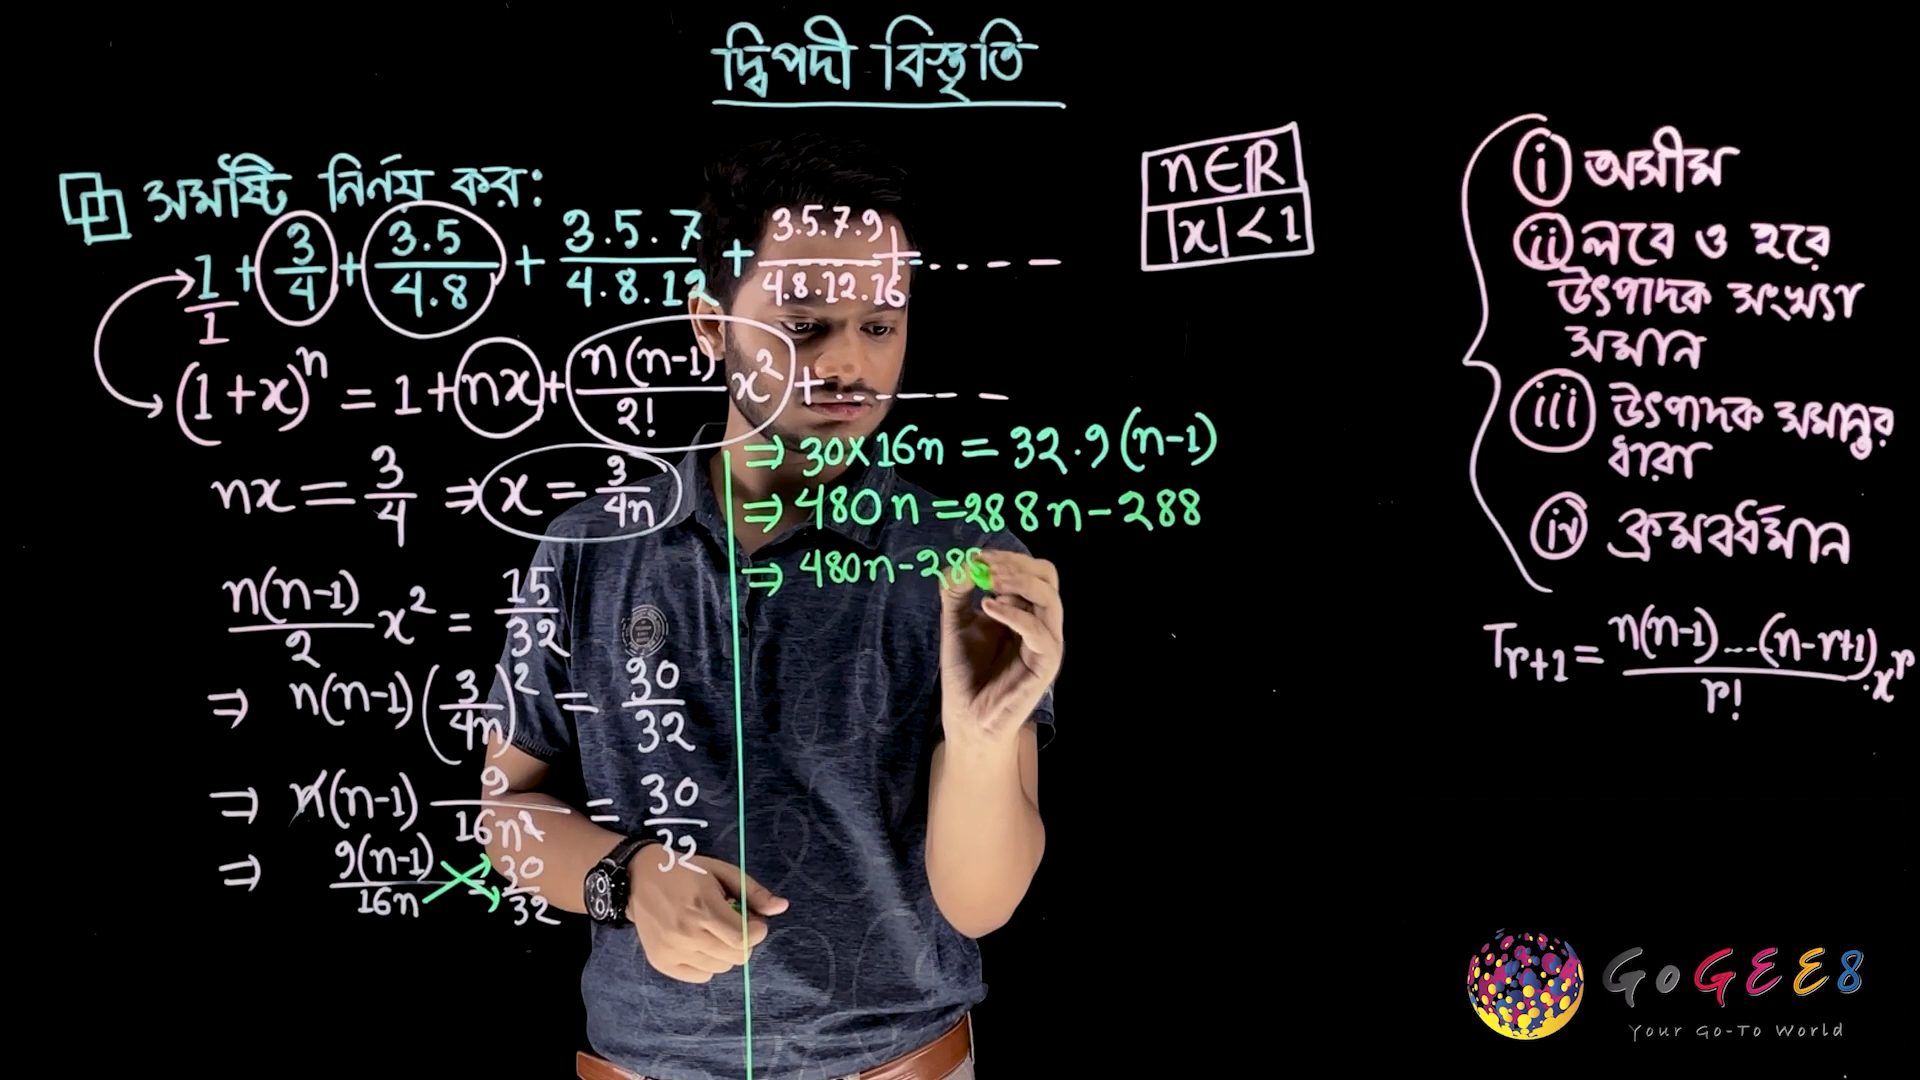 দ্বিপদী বিস্তৃতি
সমষ্টি নির্ণয় কর:
1/1 + 3/4 + 3.5/4.8 + 3.5.7/4.8.12 + 3.5.7.9/4.8.12.16 + ......
(1+x)^n = 1 + nx + n(n-1)/2! x² + ......
nx = 3/4 ⇒ x = 3/4n
n(n-1)/2 x² = 15/32
⇒ n(n-1) (3/4n)² = 30/32
⇒ n(n-1) 9/16n² = 30/32
⇒ 9(n-1)/16n = 30/32
⇒ 30×16n = 32.9(n-1)
⇒ 480n = 288n - 288
⇒ 480n - 288
n∈ℝ
|x| < 1
i অসীম
ii লবে ও হরে
উৎপাদক সংখ্যা
সমান
iii উৎপাদক সমান্তর
ধারা
iv ক্রমবর্ধমান
T_{r+1} = n(n-1)...(n-r+1)/r! . x^r
GoGEE8
Your Go-To World